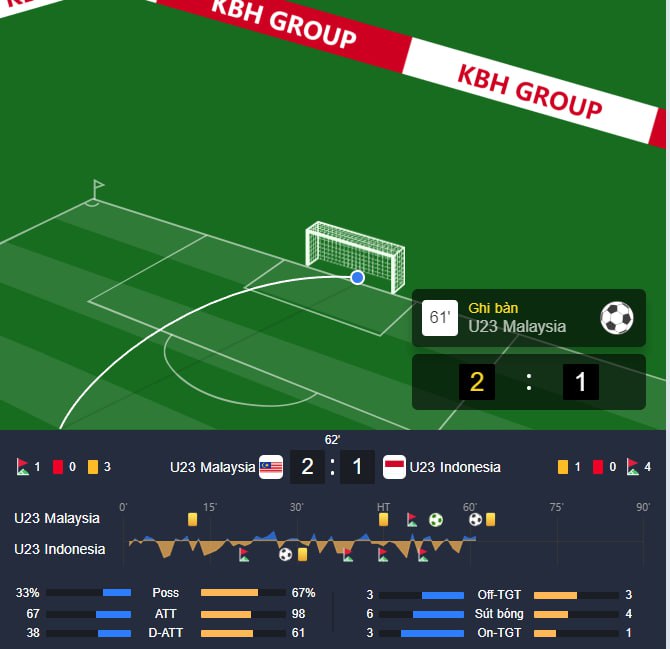 KBH GROUP
KBH GROUP
61'
Ghi bàn
U23 Malaysia
2 : 1
62'
1 0 3 U23 Malaysia 2 : 1 U23 Indonesia 1 0 4
0' 15' 30' HT 60' 75' 90'
U23 Malaysia
U23 Indonesia
33% Poss 67% 3 Off-TGT 3
67 ATT 98 6 Sút bóng 4
38 D-ATT 61 3 On-TGT 1